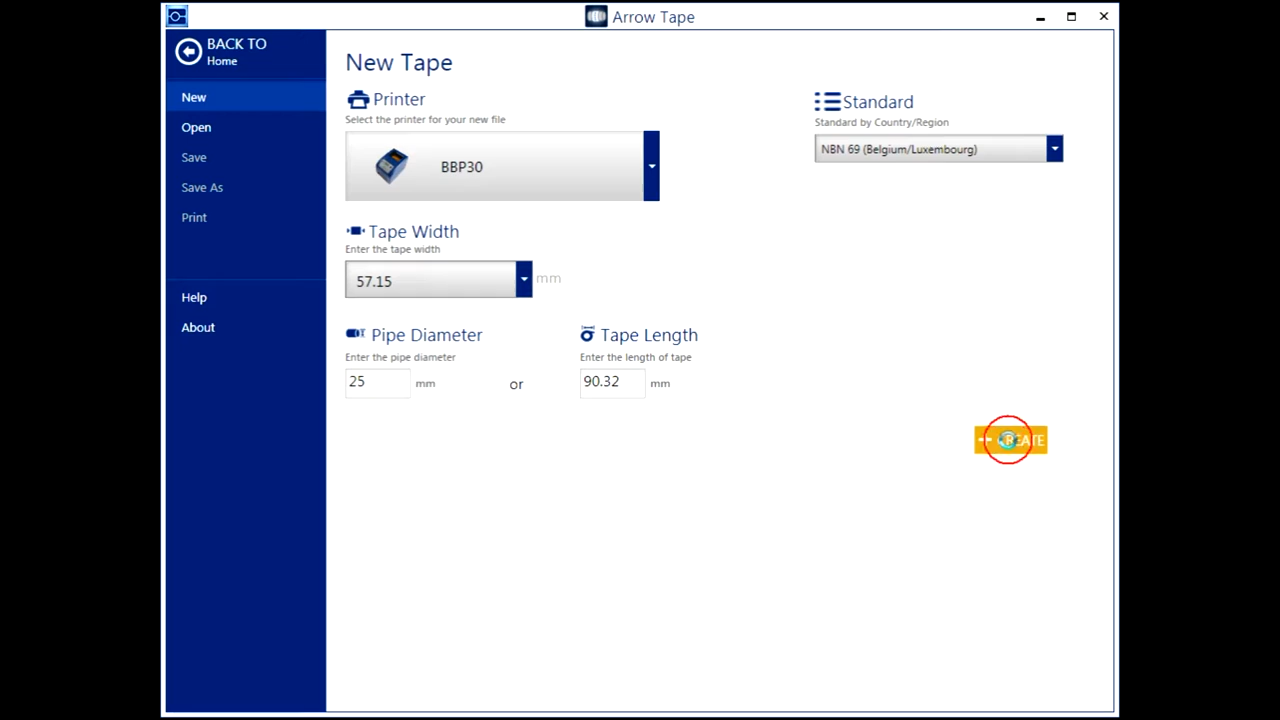 Arrow Tape
BACK TO
Home
New
Open
Save
Save As
Print
Help
About
New Tape
Printer
Select the printer for your new file
BBP30
Standard
Standard by Country/Region
NBN 69 (Belgium/Luxembourg)
Tape Width
Enter the tape width
57.15 mm
Pipe Diameter
Enter the pipe diameter
25 mm
or
Tape Length
Enter the length of tape
90.32 mm
CREATE